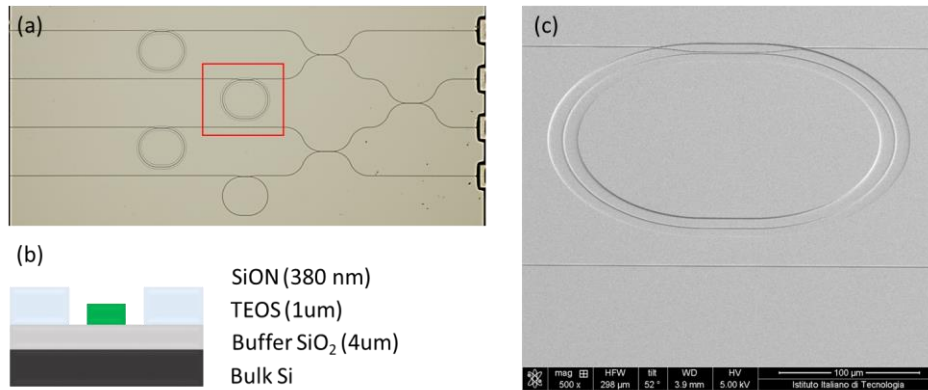 (a)
(b)
SiON (380 nm)
TEOS (1um)
Buffer SiO₂ (4um)
Bulk Si
(c)
mag HFW tilt WD HV
500 x 298 μm 52 ° 3.9 mm 5.00 kV
100 μm
Istituto Italiano di Tecnologia